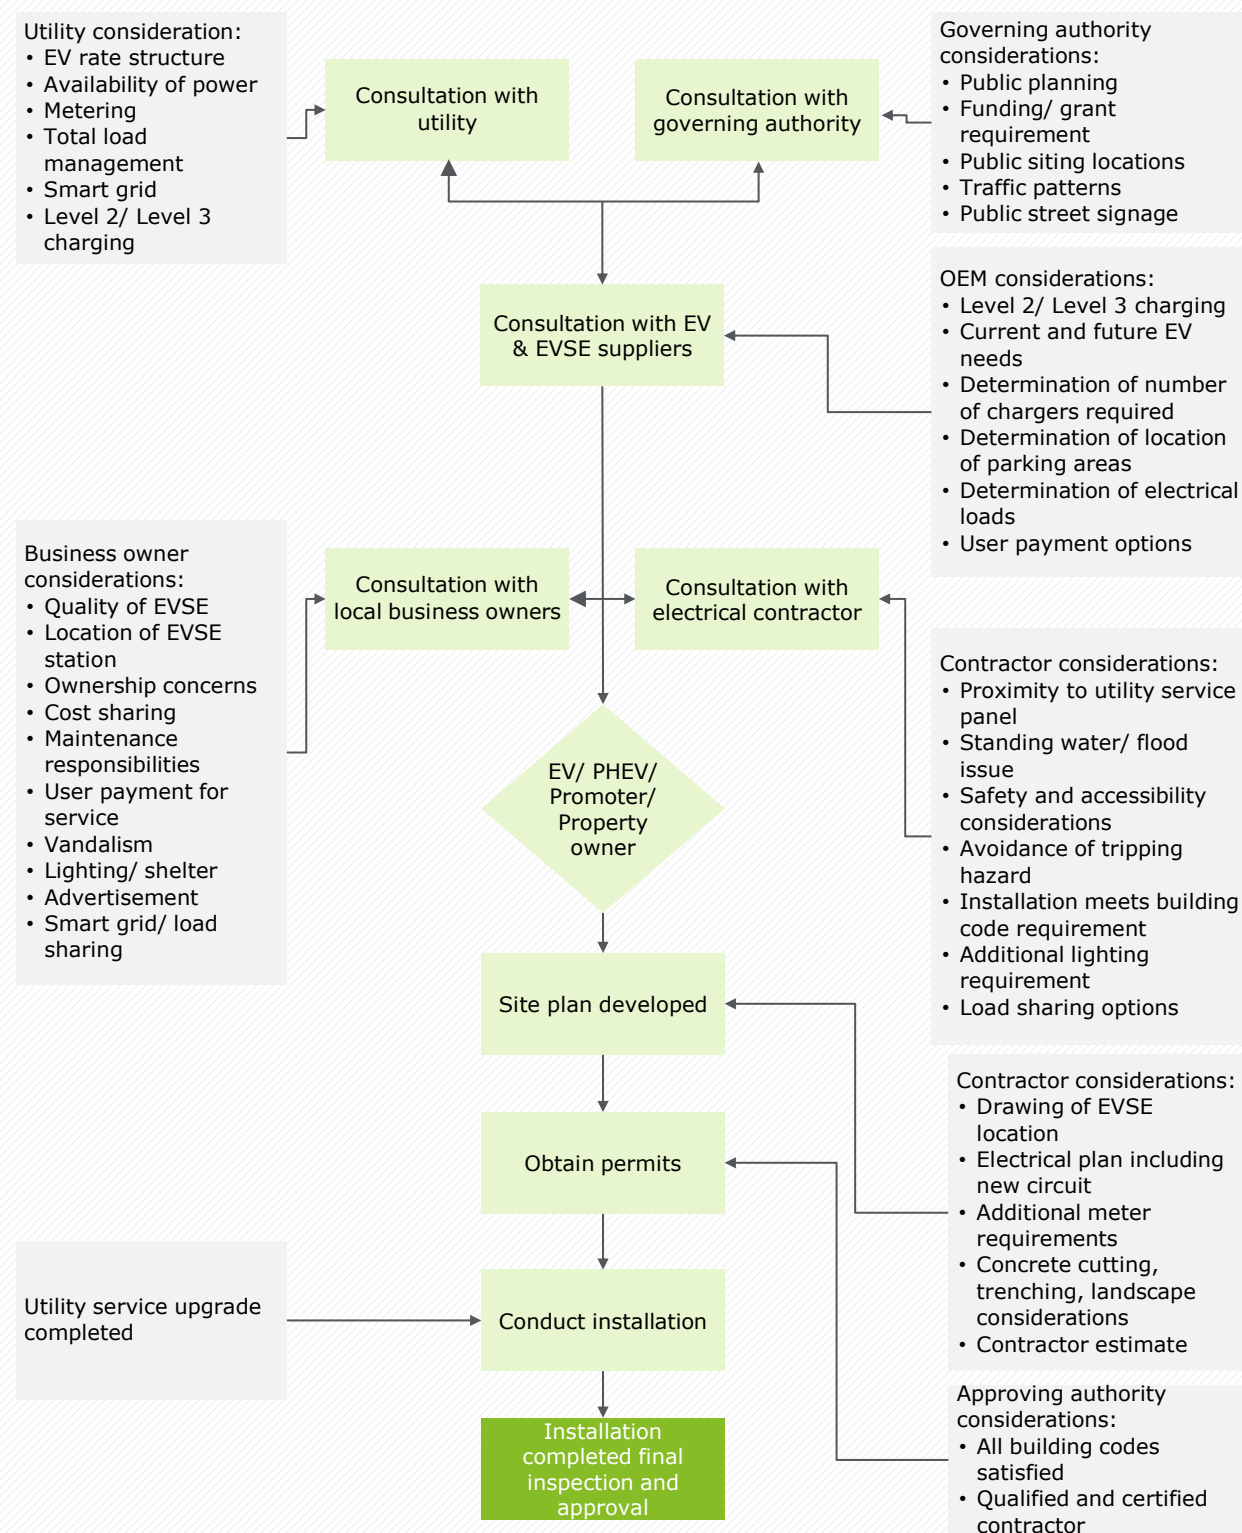 Utility consideration:
• EV rate structure
• Availability of power
• Metering
• Total load
management
• Smart grid
• Level 2/ Level 3
charging
Consultation with
utility
Consultation with
governing authority
Governing authority
considerations:
• Public planning
• Funding/ grant
requirement
• Public siting locations
• Traffic patterns
• Public street signage
Consultation with EV
& EVSE suppliers
OEM considerations:
• Level 2/ Level 3 charging
• Current and future EV
needs
• Determination of number
of chargers required
• Determination of location
of parking areas
• Determination of electrical
loads
• User payment options
Business owner
considerations:
• Quality of EVSE
• Location of EVSE
station
• Ownership concerns
• Cost sharing
• Maintenance
responsibilities
• User payment for
service
• Vandalism
• Lighting/ shelter
• Advertisement
• Smart grid/ load
sharing
Consultation with
local business owners
Consultation with
electrical contractor
Contractor considerations:
• Proximity to utility service
panel
• Standing water/ flood
issue
• Safety and accessibility
considerations
• Avoidance of tripping
hazard
• Installation meets building
code requirement
• Additional lighting
requirement
• Load sharing options
EV/ PHEV/
Promoter/
Property
owner
Site plan developed
Contractor considerations:
• Drawing of EVSE
location
• Electrical plan including
new circuit
• Additional meter
requirements
• Concrete cutting,
trenching, landscape
considerations
• Contractor estimate
Obtain permits
Utility service upgrade
completed
Conduct installation
Approving authority
considerations:
• All building codes
satisfied
• Qualified and certified
contractor
Installation
completed final
inspection and
approval